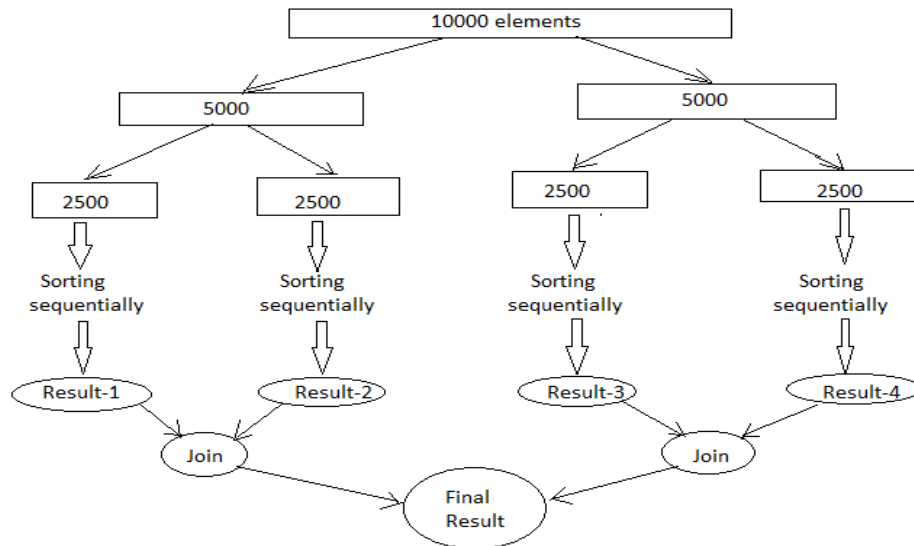 10000 elements
5000
5000
2500
2500
2500
2500
Sorting
sequentially
Sorting
sequentially
Sorting
sequentially
Sorting
sequentially
Result-1
Result-2
Result-3
Result-4
Join
Join
Final
Result